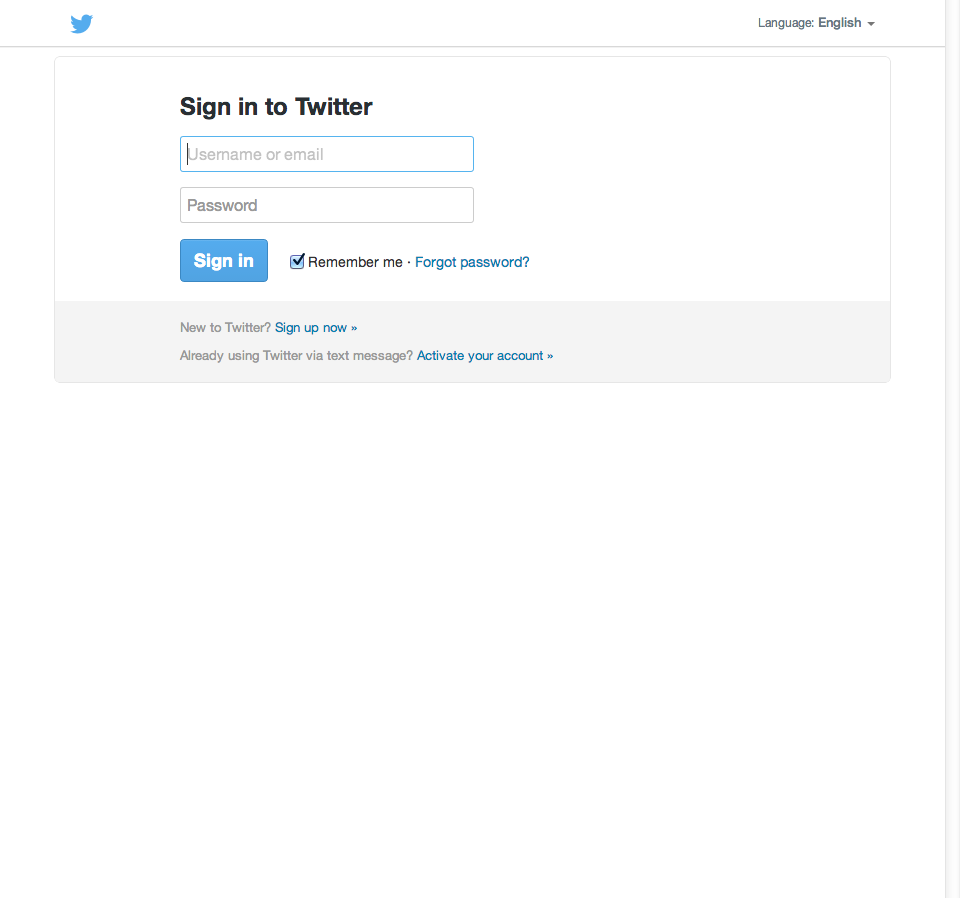 Language: English
Sign in to Twitter
Username or email
Password
Sign in
Remember me · Forgot password?
New to Twitter? Sign up now »
Already using Twitter via text message? Activate your account »